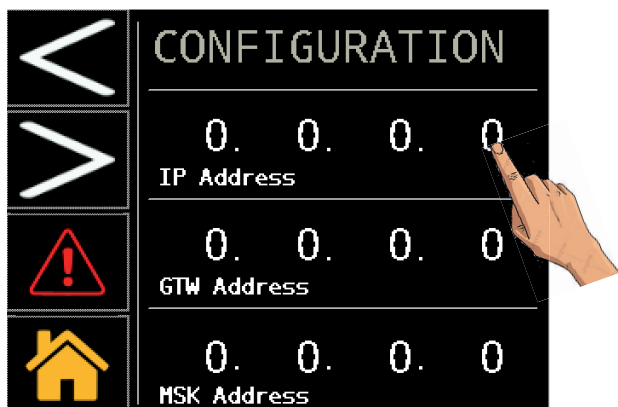 CONFIGURATION
0. 0. 0. 0
IP Address
0. 0. 0. 0
GTW Address
0. 0. 0. 0
MSK Address